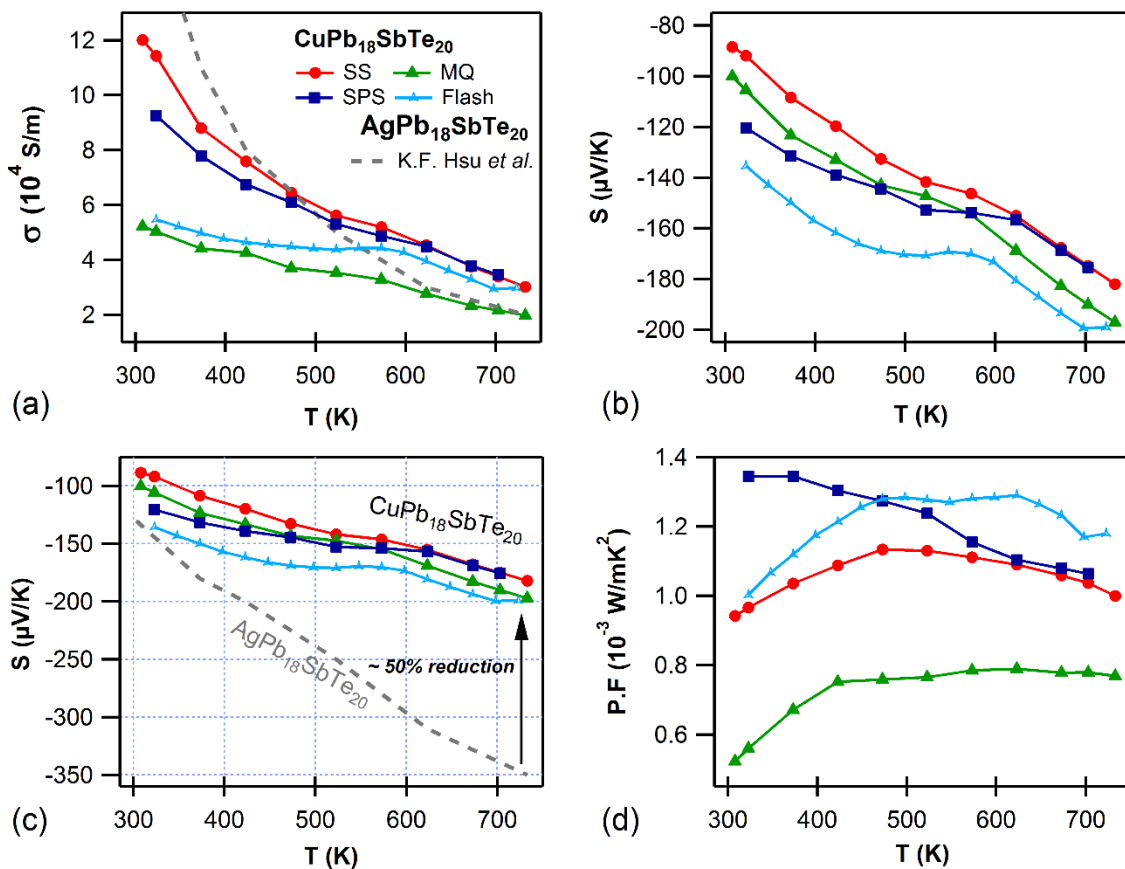 CuPb18SbTe20
SS MQ
SPS Flash
AgPb18SbTe20
K.F. Hsu et al.
12
10
8
6
4
2
σ (10⁴ S/m)
300 400 500 600 700
T (K)
(a)
-80
-100
-120
-140
-160
-180
-200
S (µV/K)
300 400 500 600 700
T (K)
(b)
-100
-150
-200
-250
-300
-350
S (µV/K)
CuPb18SbTe20
AgPb18SbTe20
~ 50% reduction
300 400 500 600 700
T (K)
(c)
1.4
1.2
1.0
0.8
0.6
P.F (10⁻³ W/mK²)
300 400 500 600 700
T (K)
(d)